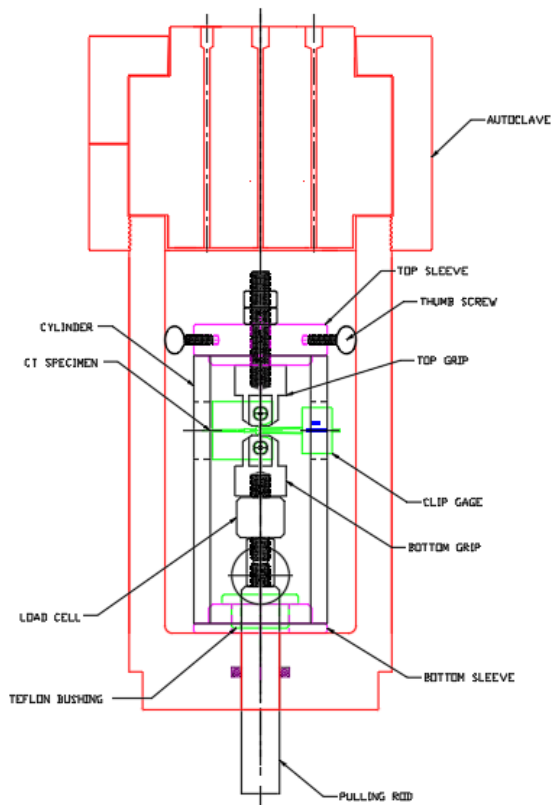 AUTOCLAVE
TOP SLEEVE
THUMB SCREW
CYLINDER
CT SPECIMEN
TOP GRIP
CLIP GAGE
BOTTOM GRIP
LOAD CELL
BOTTOM SLEEVE
TEFLON BUSHING
PULLING ROD